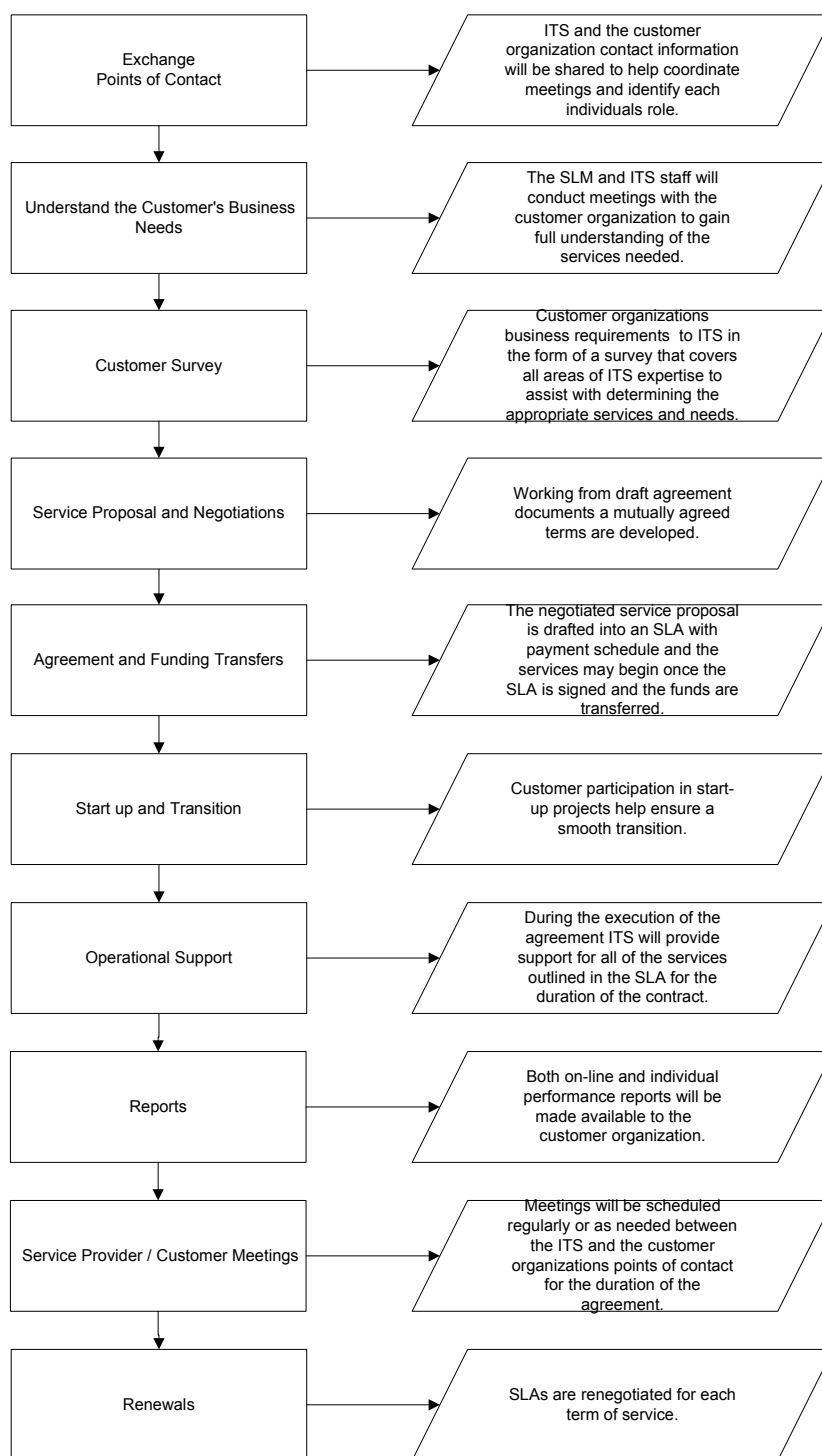 Exchange
Points of Contact
ITS and the customer
organization contact information
will be shared to help coordinate
meetings and identify each
individuals role.
Understand the Customer's Business
Needs
The SLM and ITS staff will
conduct meetings with the
customer organization to gain
full understanding of the
services needed.
Customer Survey
Customer organizations
business requirements to ITS in
the form of a survey that covers
all areas of ITS expertise to
assist with determining the
appropriate services and needs.
Service Proposal and Negotiations
Working from draft agreement
documents a mutually agreed
terms are developed.
Agreement and Funding Transfers
The negotiated service proposal
is drafted into an SLA with
payment schedule and the
services may begin once the
SLA is signed and the funds are
transferred.
Start up and Transition
Customer participation in start-
up projects help ensure a
smooth transition.
Operational Support
During the execution of the
agreement ITS will provide
support for all of the services
outlined in the SLA for the
duration of the contract.
Reports
Both on-line and individual
performance reports will be
made available to the
customer organization.
Service Provider / Customer Meetings
Meetings will be scheduled
regularly or as needed between
the ITS and the customer
organizations points of contact
for the duration of the
agreement.
Renewals
SLAs are renegotiated for each
term of service.